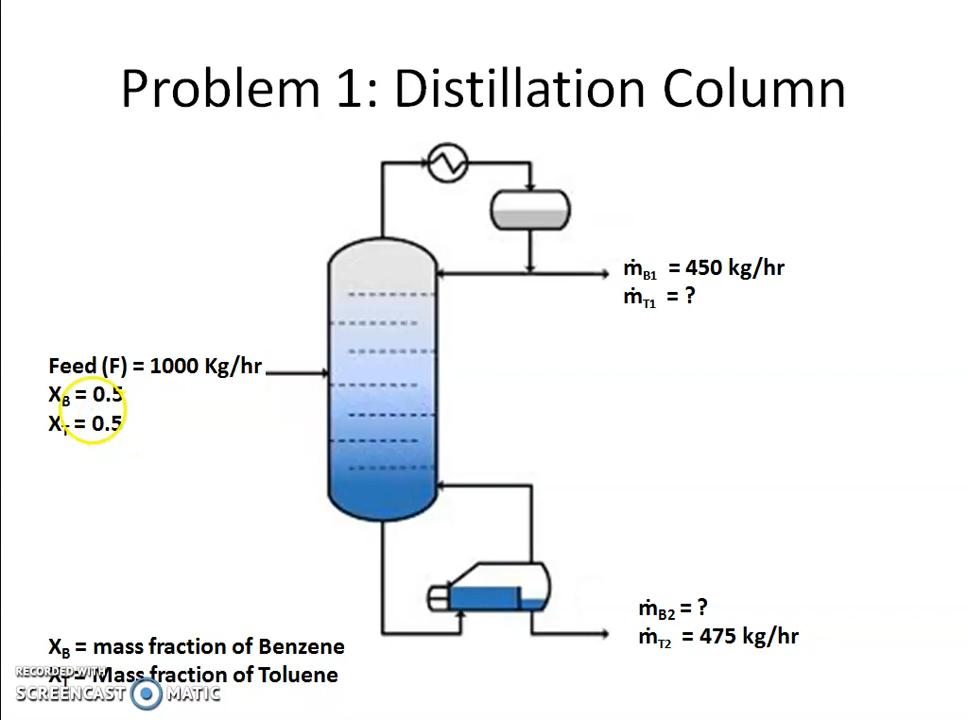 Problem 1: Distillation Column
ṁB1 = 450 kg/hr
ṁT1 = ?
Feed (F) = 1000 Kg/hr
XB = 0.5
XT = 0.5
ṁB2 = ?
ṁT2 = 475 kg/hr
XB = mass fraction of Benzene
XT = Mass fraction of Toluene
RECORDED WITH
SCREENCAST MATIC